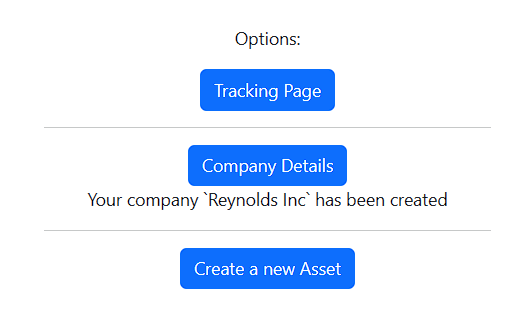 Options:
Tracking Page
Company Details
Your company `Reynolds Inc` has been created
Create a new Asset